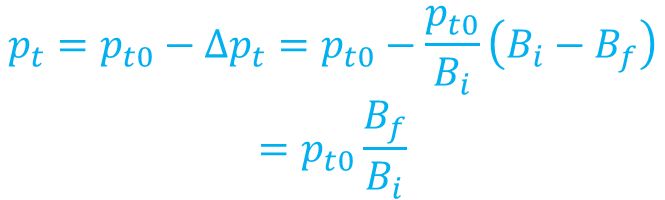 p_t = p_{t0} − Δp_t = p_{t0} − \frac{p_{t0}}{B_i} (B_i − B_f)
= p_{t0} \frac{B_f}{B_i}